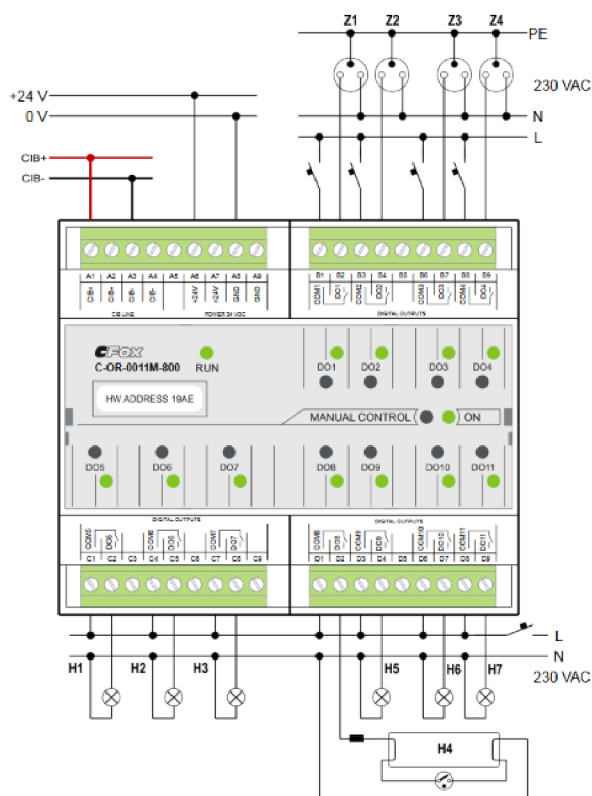 Z1 Z2 Z3 Z4
PE
230 VAC
+24 V
0 V
N
L
CIB+
CIB-
A1 A2 A3 A4 A5 A6 A7 A8 A9
B1 B2 B3 B4 B5 B6 B7 B8 B9
CIB+ CIB+ CIB- CIB- +24V +24V GND GND
COM1 DO1 COM2 DO2 COM3 DO3 COM4 DO4
CIB LINE POWER 24 VDC
DIGITAL OUTPUTS
CFox
C-OR-0011M-800 RUN
DO1 DO2 DO3 DO4
HW ADDRESS 19AE
MANUAL CONTROL ON
DO5 DO6 DO7 DO8 DO9 DO10 DO11
DIGITAL OUTPUTS DIGITAL OUTPUTS
COM5 DO5 COM6 DO6 COM7 DO7 COM8 DO8 COM9 DO9 COM10 DO10 COM11 DO11
C1 C2 C3 C4 C5 C6 C7 C8 C9
D1 D2 D3 D4 D5 D6 D7 D8 D9
L
N
H1 H2 H3 H5 H6 H7
230 VAC
H4